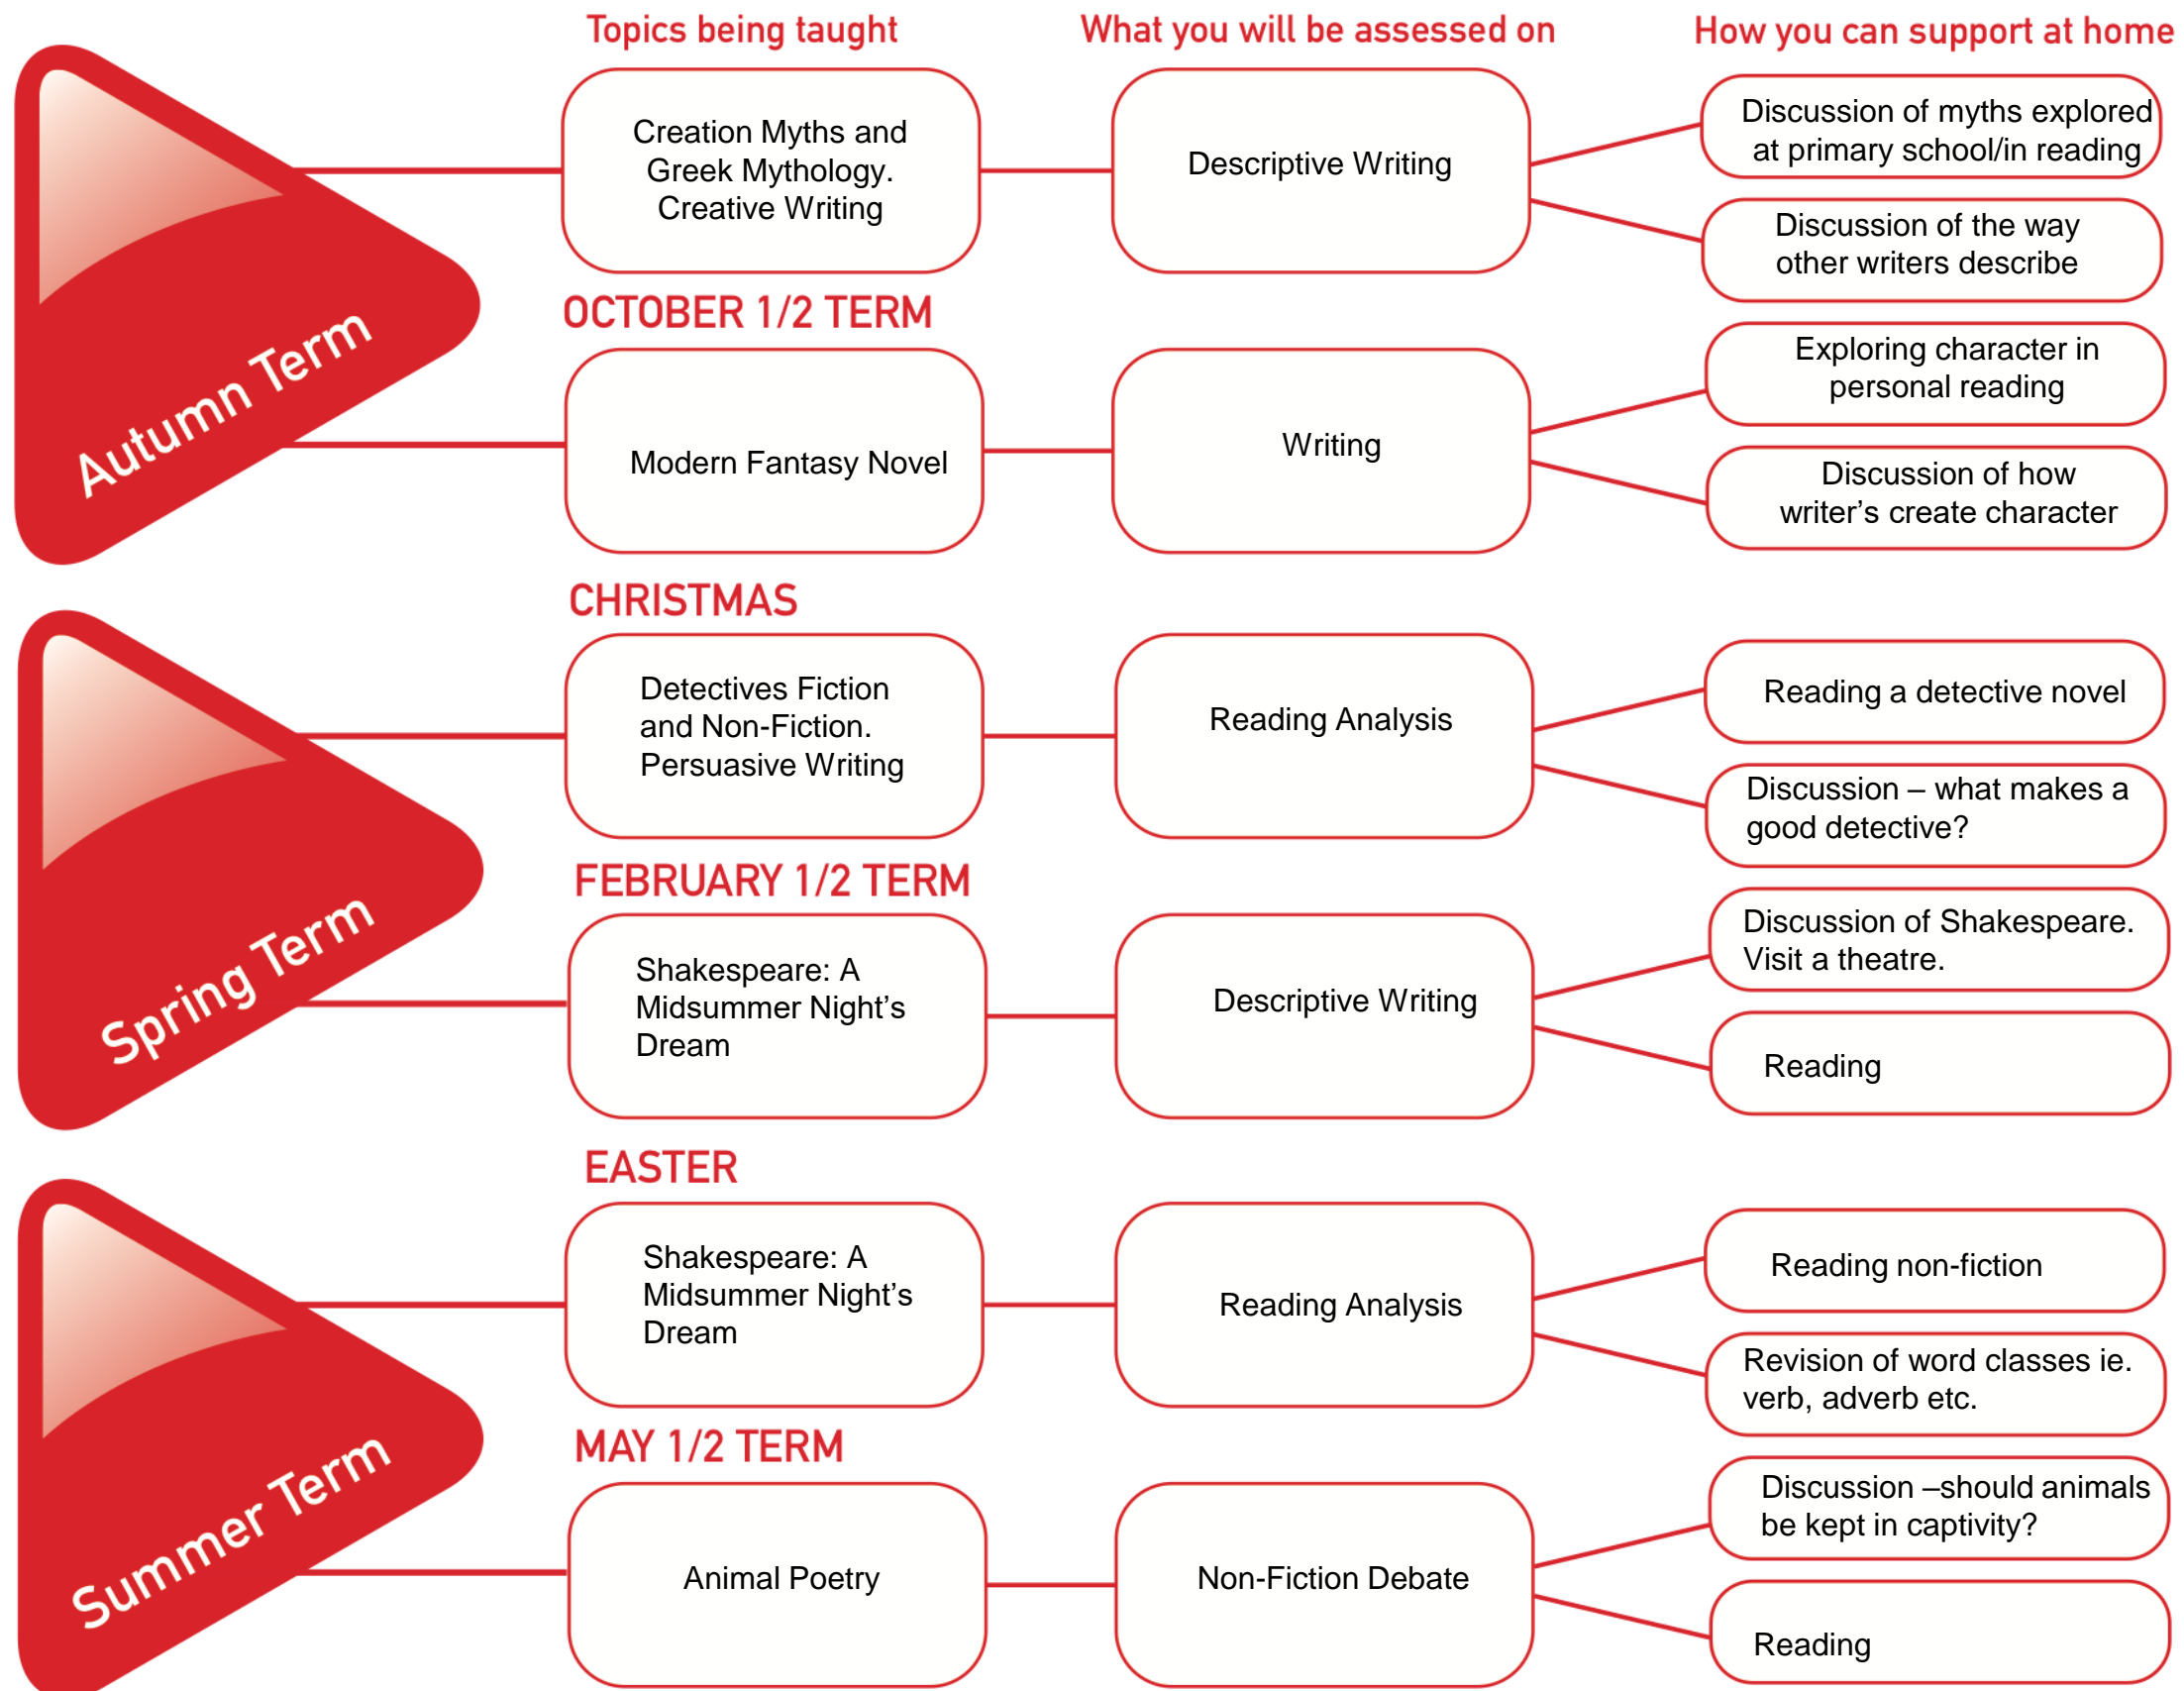 Topics being taught
What you will be assessed on
How you can support at home
Autumn Term
Creation Myths and
Greek Mythology.
Creative Writing
Descriptive Writing
Discussion of myths explored
at primary school/in reading
Discussion of the way
other writers describe
OCTOBER 1/2 TERM
Modern Fantasy Novel
Writing
Exploring character in
personal reading
Discussion of how
writer’s create character
CHRISTMAS
Spring Term
Detectives Fiction
and Non-Fiction.
Persuasive Writing
Reading Analysis
Reading a detective novel
Discussion – what makes a
good detective?
FEBRUARY 1/2 TERM
Shakespeare: A
Midsummer Night’s
Dream
Descriptive Writing
Discussion of Shakespeare.
Visit a theatre.
Reading
EASTER
Summer Term
Shakespeare: A
Midsummer Night’s
Dream
Reading Analysis
Reading non-fiction
Revision of word classes ie.
verb, adverb etc.
MAY 1/2 TERM
Animal Poetry
Non-Fiction Debate
Discussion –should animals
be kept in captivity?
Reading